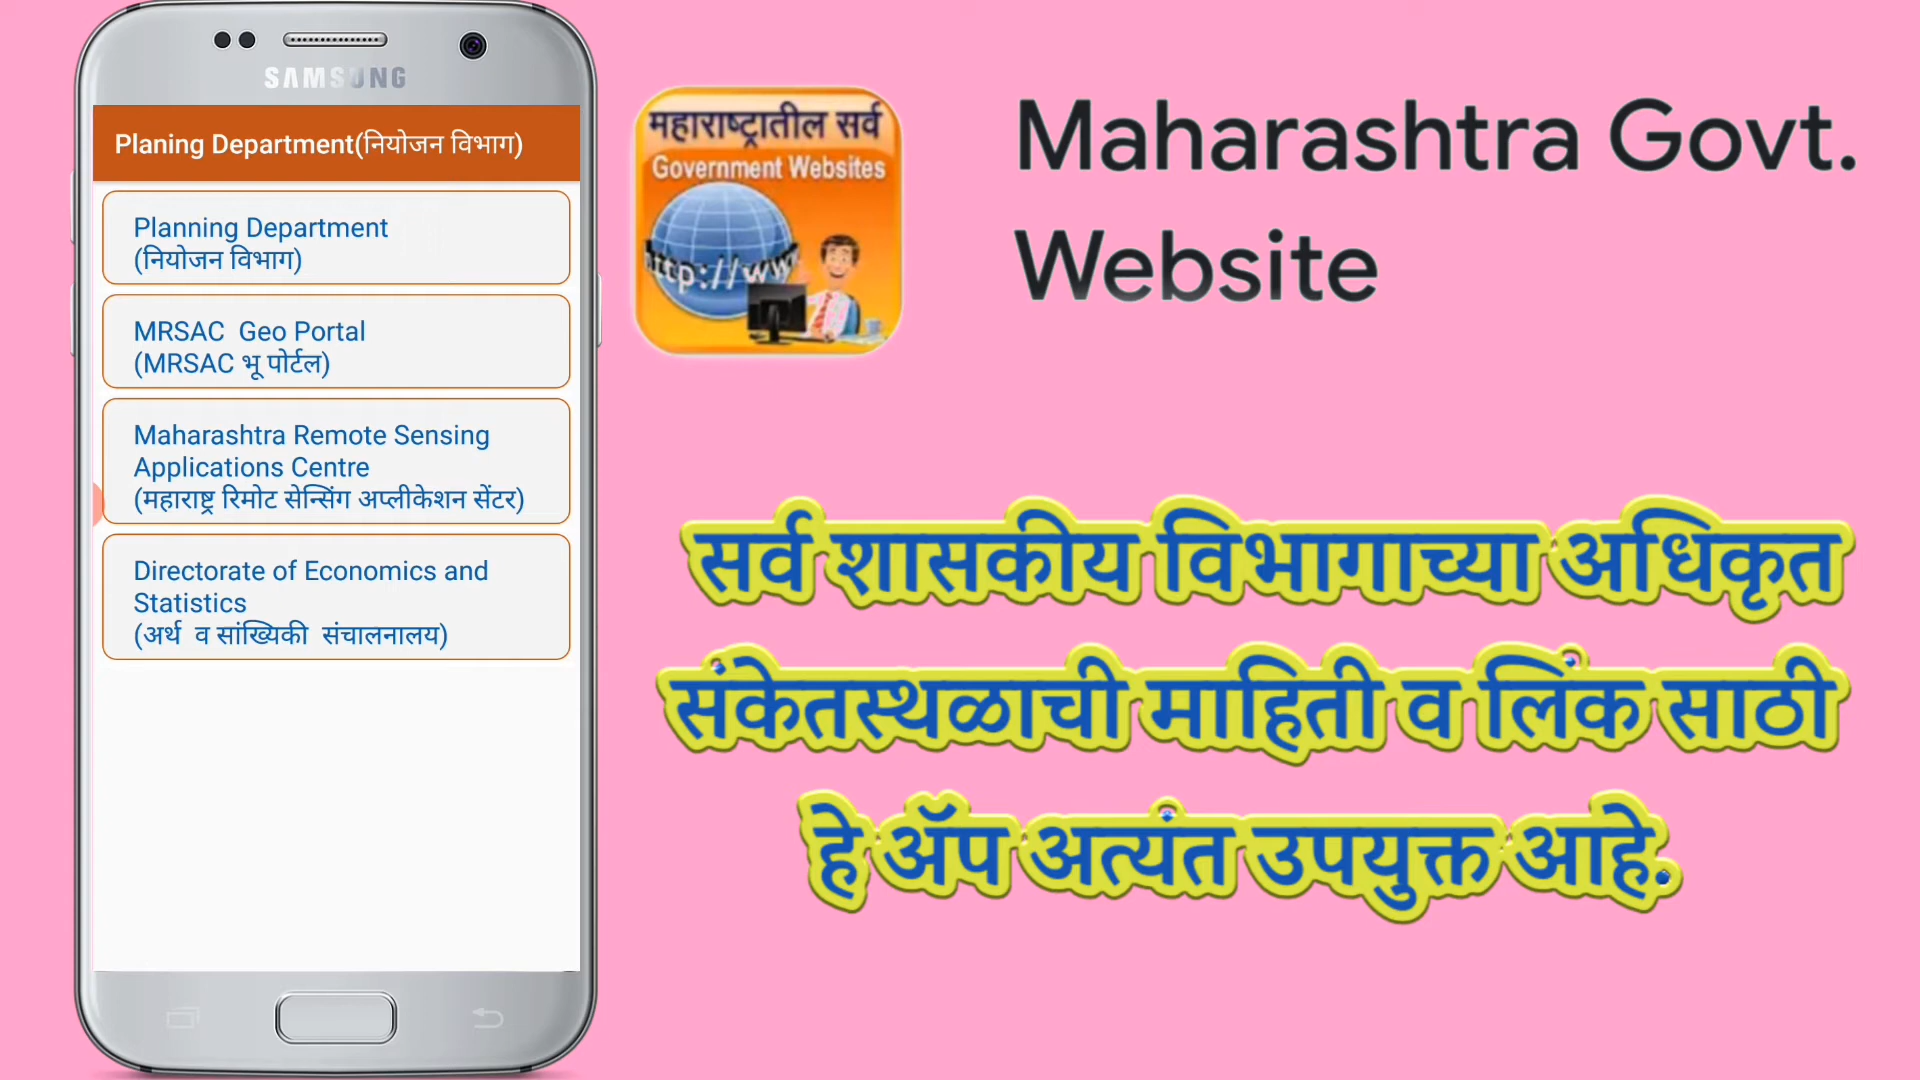 SAMSUNG
Planing Department(नियोजन विभाग)
Planning Department
(नियोजन विभाग)
MRSAC Geo Portal
(MRSAC भू पोर्टल)
Maharashtra Remote Sensing
Applications Centre
(महाराष्ट्र रिमोट सेन्सिंग अप्लीकेशन सेंटर)
Directorate of Economics and
Statistics
(अर्थ व सांख्यिकी संचालनालय)
महाराष्ट्रातील सर्व
Government Websites
http://www
Maharashtra Govt.
Website
सर्व शासकीय विभागाच्या अधिकृत
संकेतस्थळाची माहिती व लिंक साठी
हे ॲप अत्यंत उपयुक्त आहे.